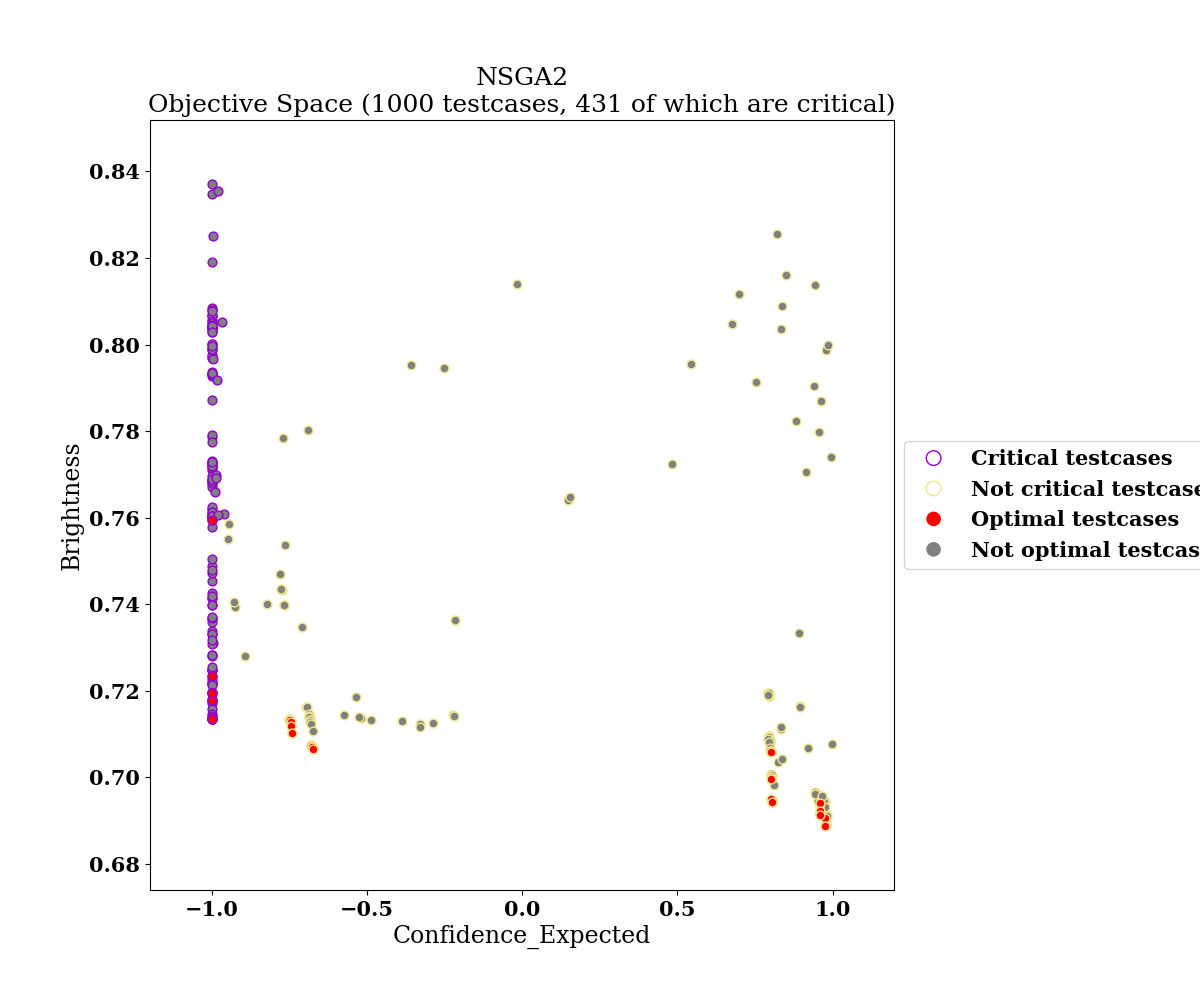 NSGA2
Objective Space (1000 testcases, 431 of which are critical)
0.84
0.82
0.80
0.78
0.76
0.74
0.72
0.70
0.68
Brightness
−1.0
−0.5
0.0
0.5
1.0
Confidence_Expected
Critical testcases
Not critical testcase
Optimal testcases
Not optimal testcas